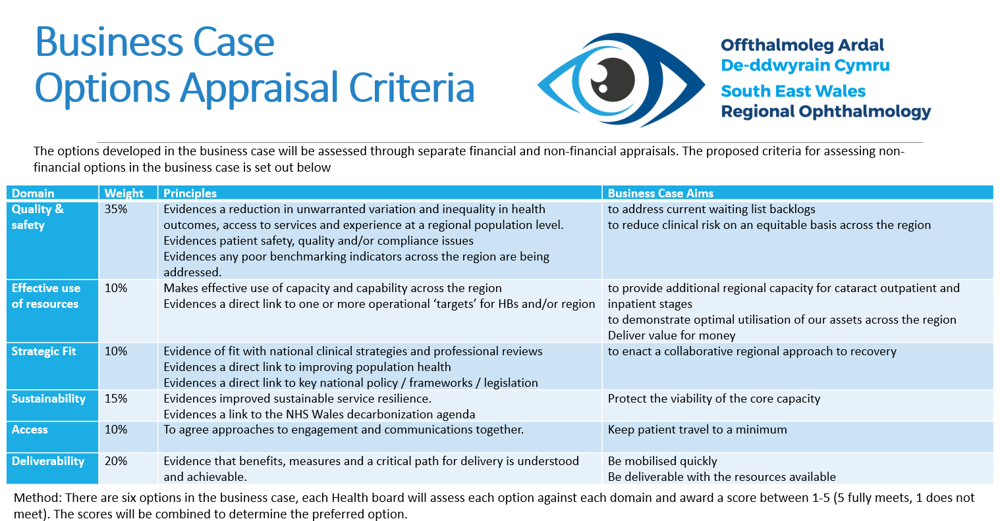 Business Case
Options Appraisal Criteria
Offthalmoleg Ardal
De-ddwyrain Cymru
South East Wales
Regional Ophthalmology
The options developed in the business case will be assessed through separate financial and non-financial appraisals. The proposed criteria for assessing non-
financial options in the business case is set out below
Domain Weight Principles Business Case Aims
Quality &
safety
35%
Evidences a reduction in unwarranted variation and inequality in health
outcomes, access to services and experience at a regional population level.
Evidences patient safety, quality and/or compliance issues
Evidences any poor benchmarking indicators across the region are being
addressed.
to address current waiting list backlogs
to reduce clinical risk on an equitable basis across the region
Effective use
of resources
10%
Makes effective use of capacity and capability across the region
Evidences a direct link to one or more operational ‘targets’ for HBs and/or region
to provide additional regional capacity for cataract outpatient and
inpatient stages
to demonstrate optimal utilisation of our assets across the region
Deliver value for money
Strategic Fit
10%
Evidence of fit with national clinical strategies and professional reviews
Evidences a direct link to improving population health
Evidences a direct link to key national policy / frameworks / legislation
to enact a collaborative regional approach to recovery
Sustainability
15%
Evidences improved sustainable service resilience.
Evidences a link to the NHS Wales decarbonization agenda
Protect the viability of the core capacity
Access
10%
To agree approaches to engagement and communications together.
Keep patient travel to a minimum
Deliverability
20%
Evidence that benefits, measures and a critical path for delivery is understood
and achievable.
Be mobilised quickly
Be deliverable with the resources available
Method: There are six options in the business case, each Health board will assess each option against each domain and award a score between 1-5 (5 fully meets, 1 does not
meet). The scores will be combined to determine the preferred option.